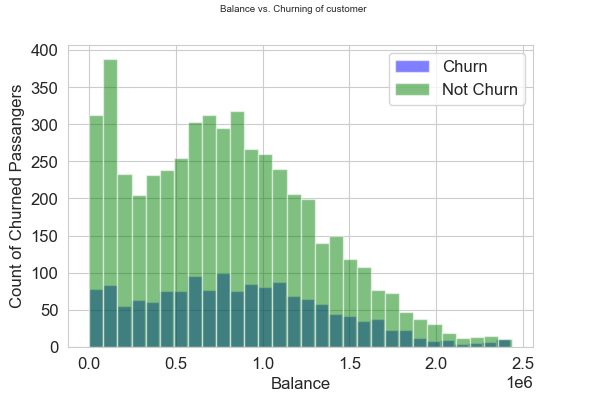 Balance vs. Churning of customer
400
350
300
250
200
150
100
50
0
Count of Churned Passangers
Churn
Not Churn
0.0 0.5 1.0 1.5 2.0 2.5
1e6
Balance